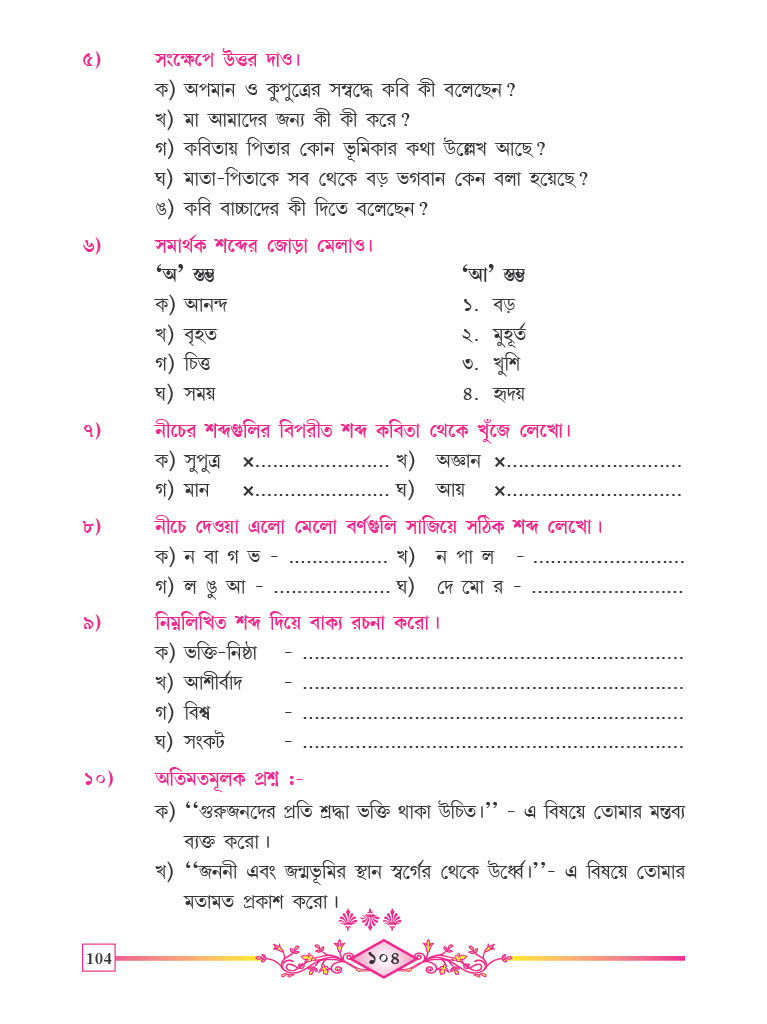 ৫) সংক্ষেপে উত্তর দাও।
ক) অপমান ও কুপুত্রের সম্বদ্ধে কবি কী বলেছেন?
খ) মা আমাদের জন্য কী কী করে?
গ) কবিতায় পিতার কোন ভূমিকার কথা উল্লেখ আছে?
ঘ) মাতা-পিতাকে সব থেকে বড় ভগবান কেন বলা হয়েছে?
ঙ) কবি বাচ্চাদের কী দিতে বলেছেন?
৬) সমার্থক শব্দের জোড়া মেলাও।
‘অ’ স্তম্ভ ‘আ’ স্তম্ভ
ক) আনন্দ ১. বড়
খ) বৃহত ২. মুহূর্ত
গ) চিত্ত ৩. খুশি
ঘ) সময় ৪. হৃদয়
৭) নীচের শব্দগুলির বিপরীত শব্দ কবিতা থেকে খুঁজে লেখো।
ক) সুপুত্র ×....................... খ) অজ্ঞান ×..............................
গ) মান ×....................... ঘ) আয় ×..............................
৮) নীচে দেওয়া এলো মেলো বর্ণগুলি সাজিয়ে সঠিক শব্দ লেখো।
ক) ন বা গ ভ - ................. খ) ন পা ল - ..........................
গ) ল ঙু আ - .................... ঘ) দে মো র - ..........................
৯) নিম্নলিখিত শব্দ দিয়ে বাক্য রচনা করো।
ক) ভক্তি-নিষ্ঠা - .................................................................
খ) আশীর্বাদ - .................................................................
গ) বিশ্ব - .................................................................
ঘ) সংকট - .................................................................
১০) অতিমতমূলক প্রশ্ন :-
ক) ‘‘গুরুজনদের প্রতি শ্রদ্ধা ভক্তি থাকা উচিত।’’ - এ বিষয়ে তোমার মন্তব্য
ব্যক্ত করো।
খ) ‘‘জননী এবং জন্মভূমির স্থান স্বর্গের থেকে উর্ধ্বে।’’- এ বিষয়ে তোমার
মতামত প্রকাশ করো।
104 ১০৪